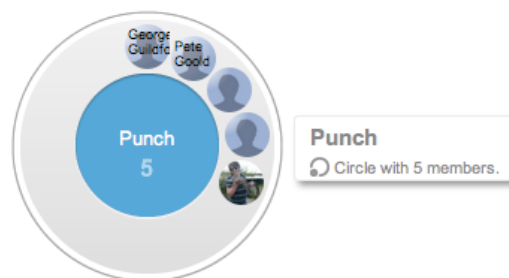 George
Guildfo
Pete
Goold
Punch
5
Punch
Circle with 5 members.